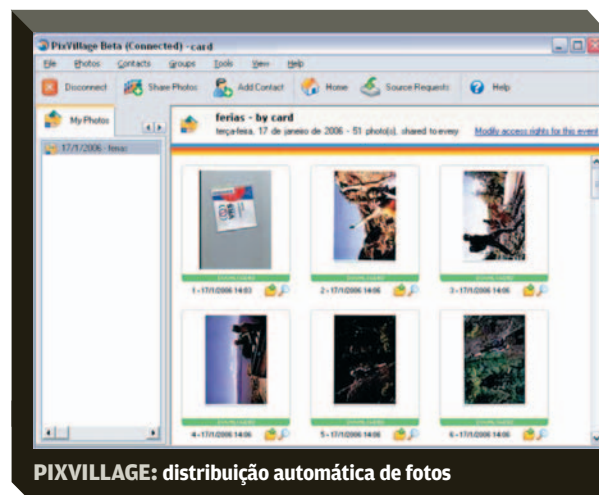 PixVillage Beta (Connected) - card
File Photos Contacts Groups Tools View Help
Disconnect Share Photos Add Contact Home Source Requests Help
My Photos
ferias - by card
terça-feira, 17 de janeiro de 2006 - 51 photo(s), shared to every
Modify access rights for this event
17/1/2006 - ferias
1 - 17/1/2006 14:03
2 - 17/1/2006 14:06
3 - 17/1/2006 14:06
4 - 17/1/2006 14:06
5 - 17/1/2006 14:06
6 - 17/1/2006 14:06
PIXVILLAGE: distribuição automática de fotos